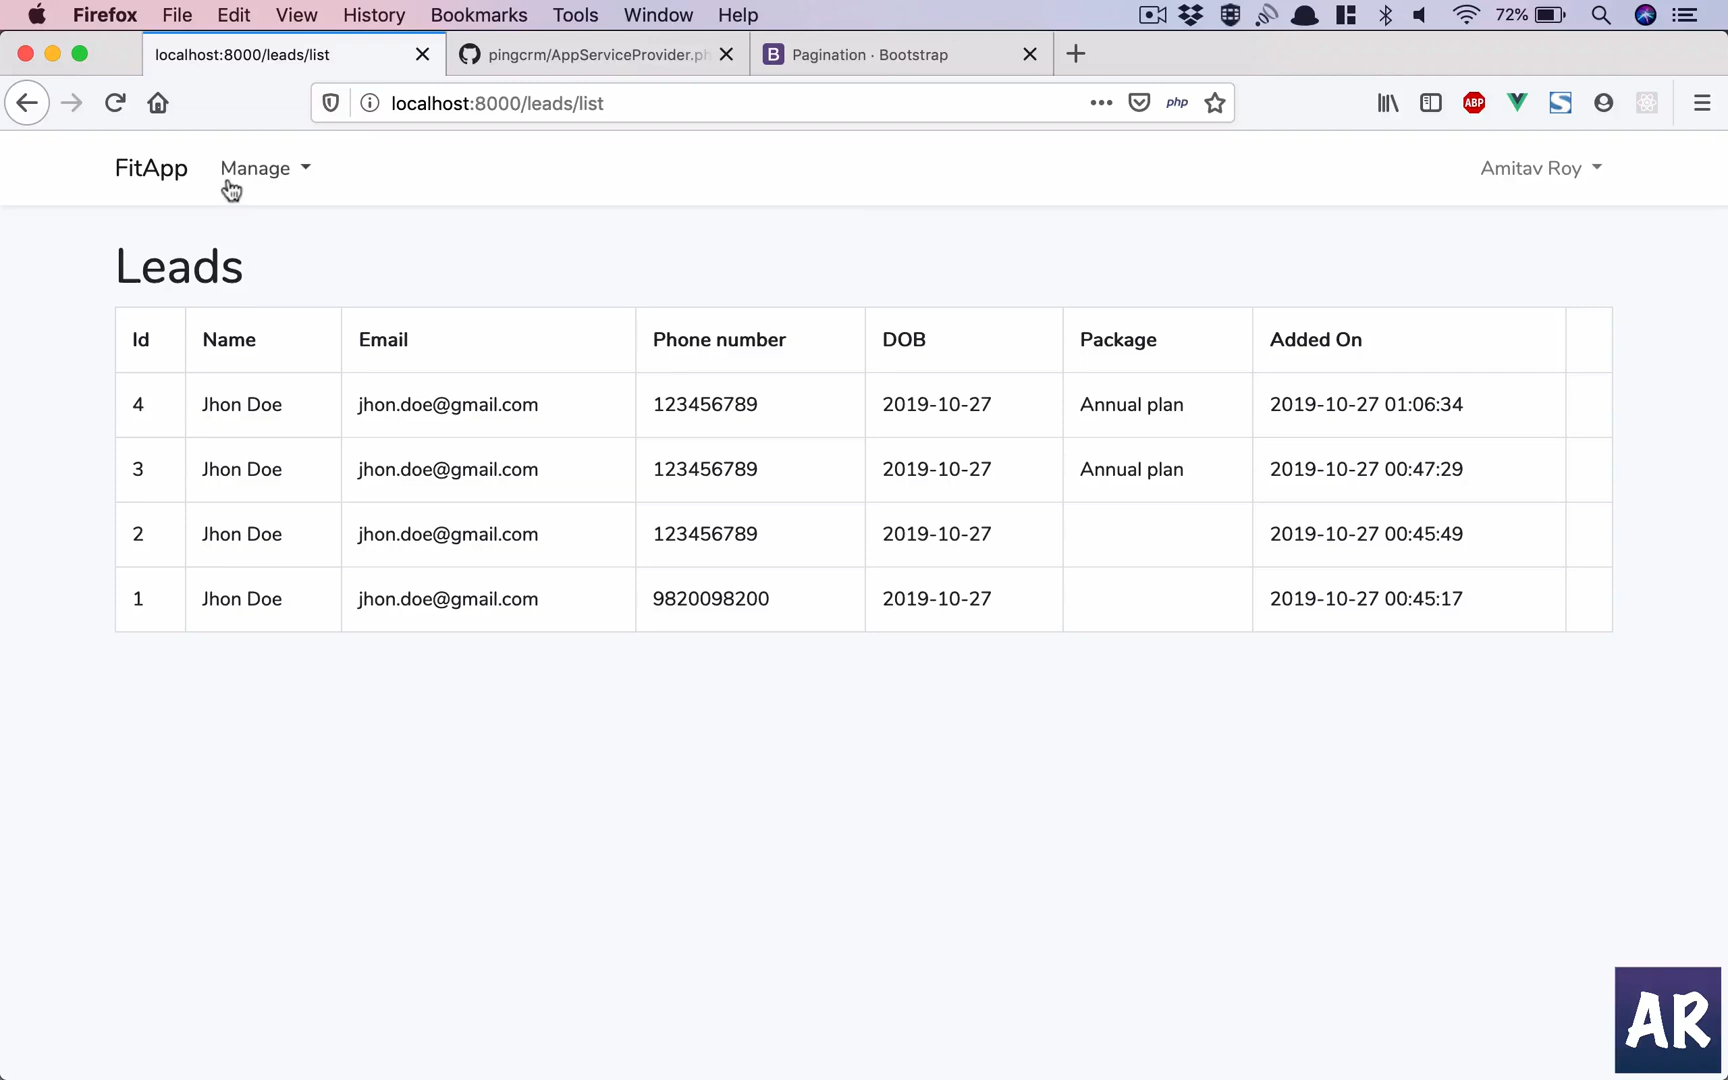 Firefox File Edit View History Bookmarks Tools Window Help 72%
localhost:8000/leads/list pingcrm/AppServiceProvider.ph Pagination · Bootstrap
localhost:8000/leads/list php ABP
FitApp Manage Amitav Roy
Leads
Id Name Email Phone number DOB Package Added On
4 Jhon Doe jhon.doe@gmail.com 123456789 2019-10-27 Annual plan 2019-10-27 01:06:34
3 Jhon Doe jhon.doe@gmail.com 123456789 2019-10-27 Annual plan 2019-10-27 00:47:29
2 Jhon Doe jhon.doe@gmail.com 123456789 2019-10-27 2019-10-27 00:45:49
1 Jhon Doe jhon.doe@gmail.com 9820098200 2019-10-27 2019-10-27 00:45:17
AR